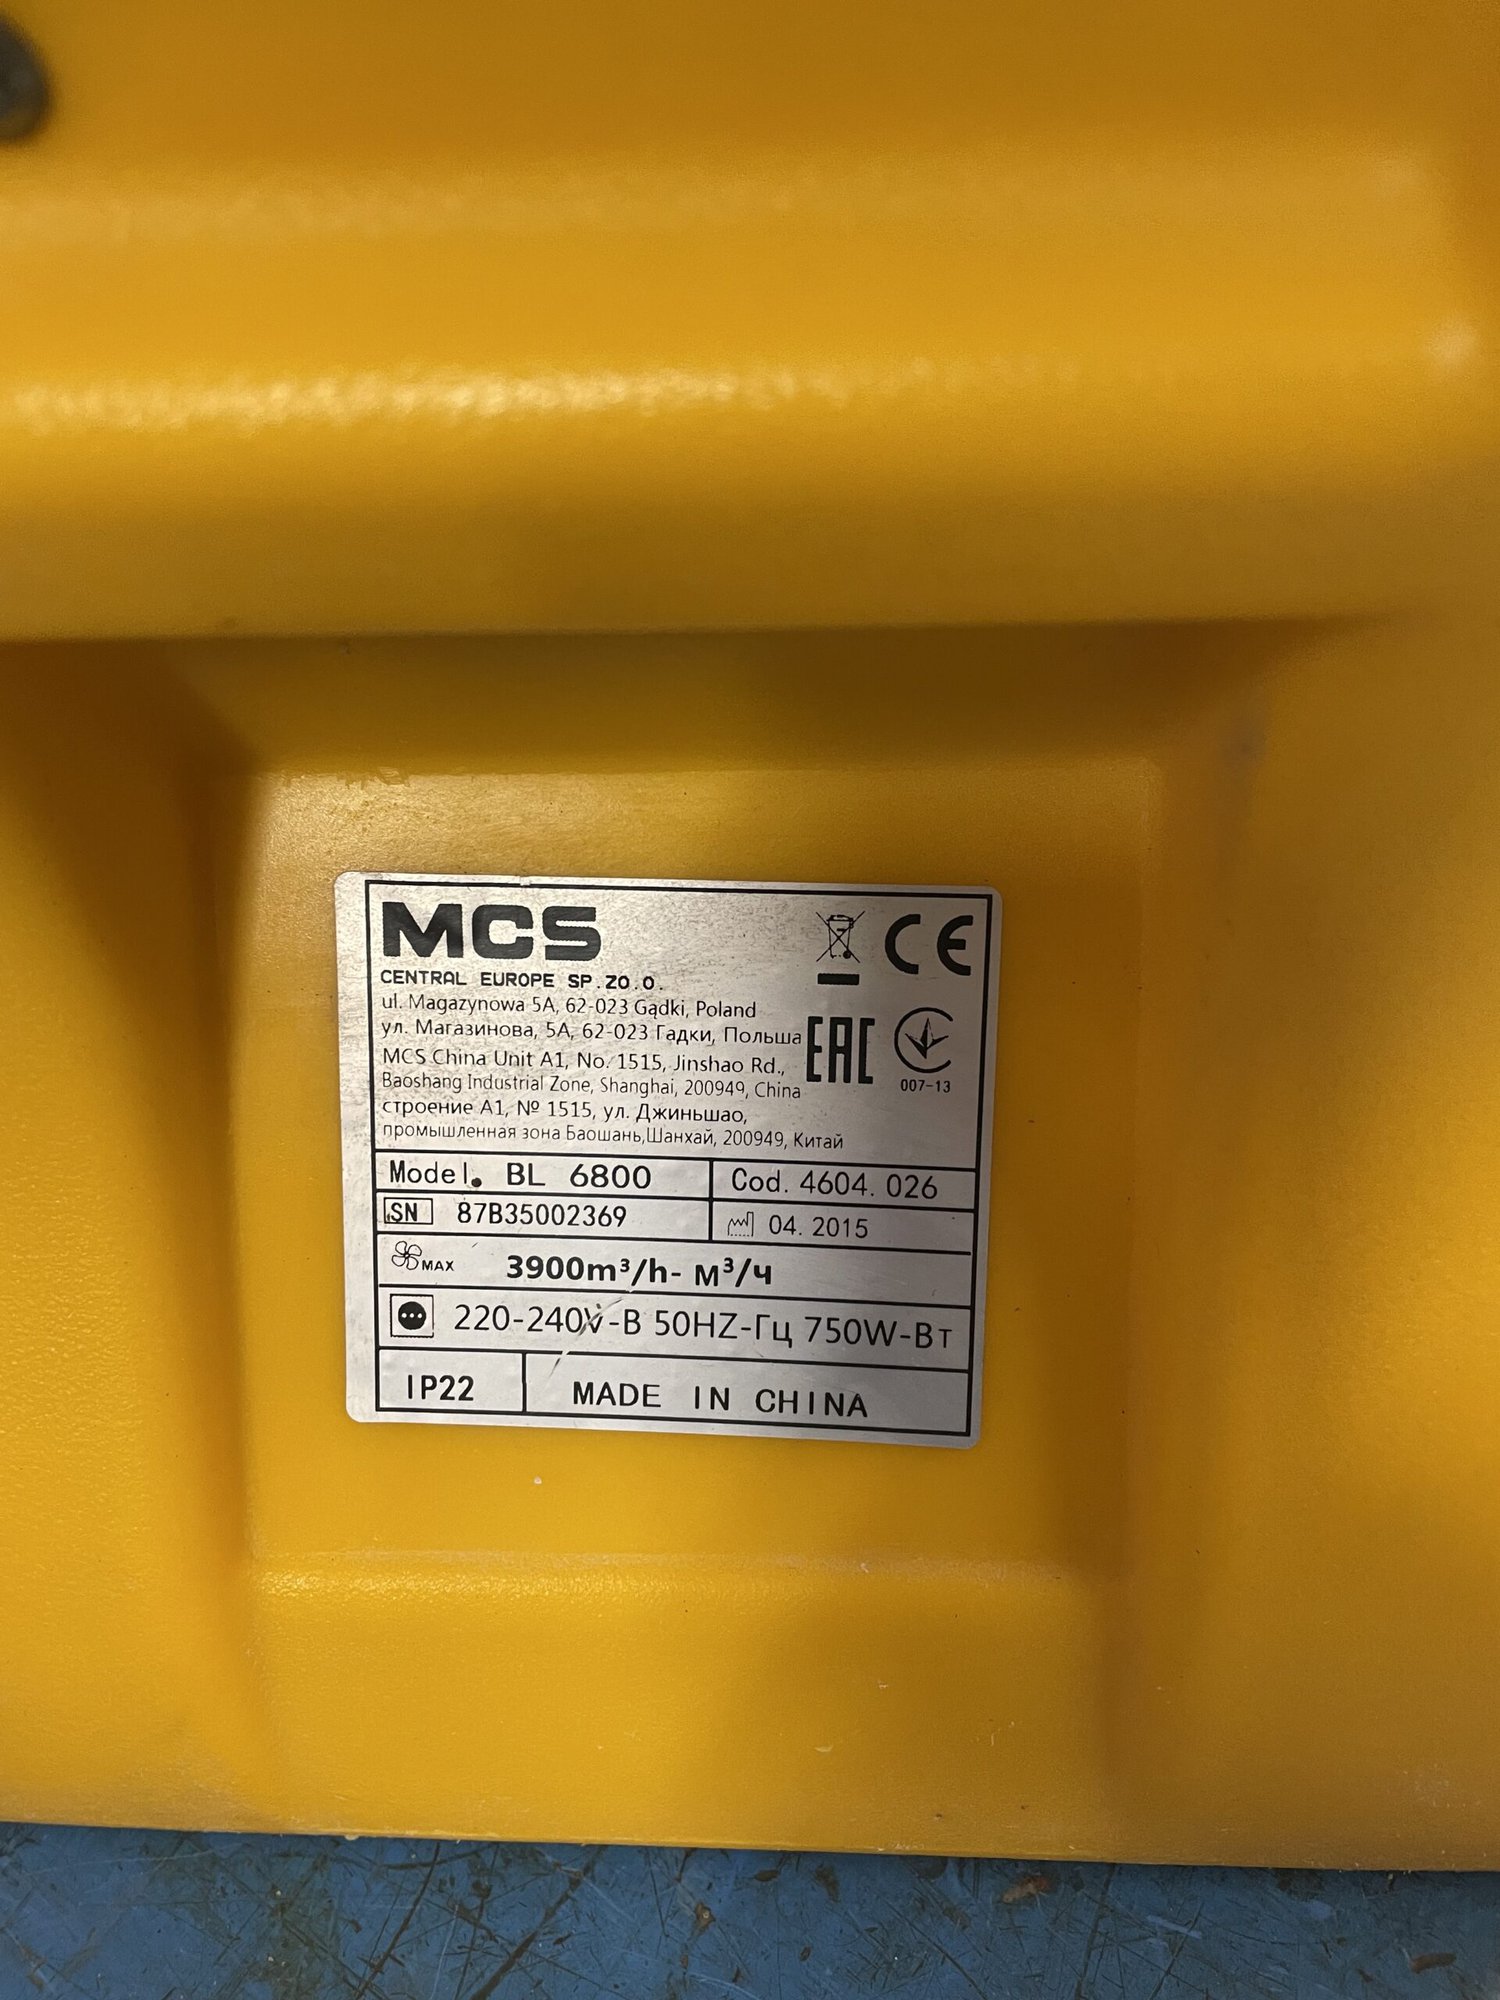 MCS
CENTRAL EUROPE SP.ZO.O.
ul. Magazynowa 5A, 62-023 Gądki, Poland
ул. Магазинова, 5А, 62-023 Гадки, Польша
MCS China Unit A1, No. 1515, Jinshao Rd.,
Baoshang Industrial Zone, Shanghai, 200949, China
строение А1, № 1515, ул. Джиньшао,
промышленная зона Баошань,Шанхай, 200949, Китай
CE
EAC
007-13
Model. BL 6800
Cod. 4604. 026
SN 87B35002369
04. 2015
MAX 3900m³/h- м³/ч
220-240V-В 50HZ-Гц 750W-Вт
IP22
MADE IN CHINA